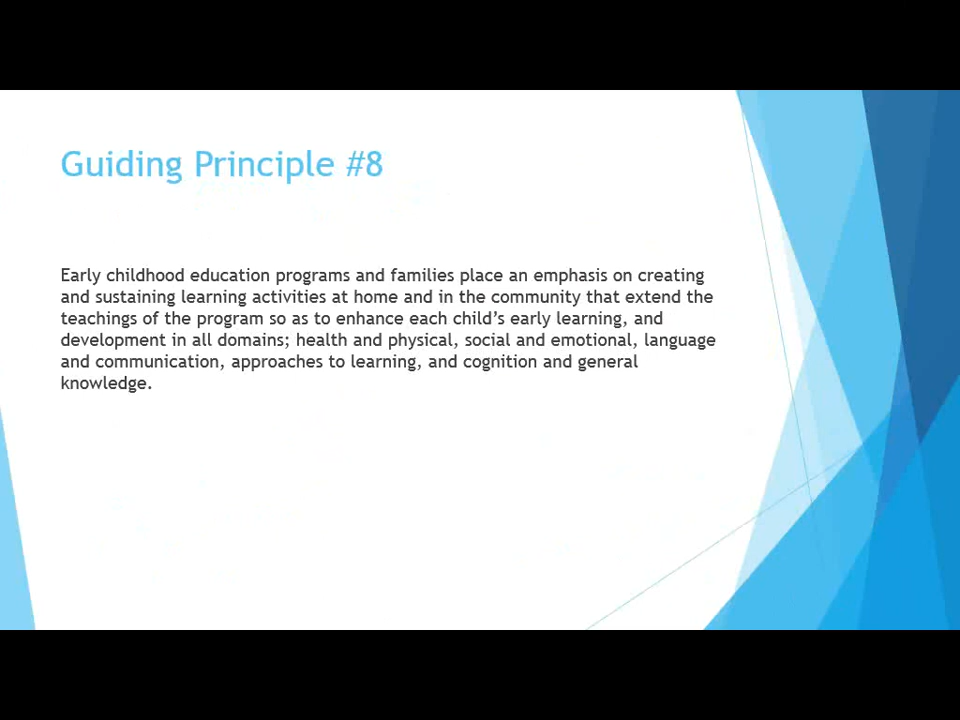 Guiding Principle #8
Early childhood education programs and families place an emphasis on creating
and sustaining learning activities at home and in the community that extend the
teachings of the program so as to enhance each child’s early learning, and
development in all domains; health and physical, social and emotional, language
and communication, approaches to learning, and cognition and general
knowledge.